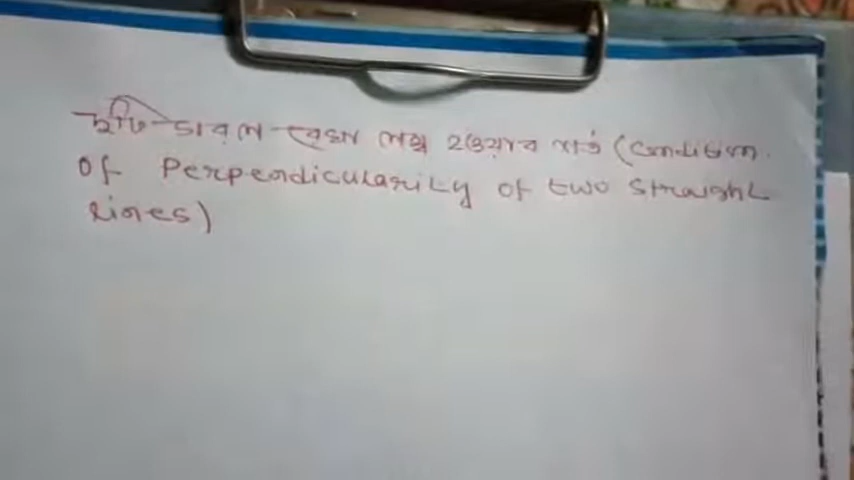 দুটি সরল রেখা লম্ব হওয়ার শর্ত (Condition
Of Perpendicularity of two straight
lines)